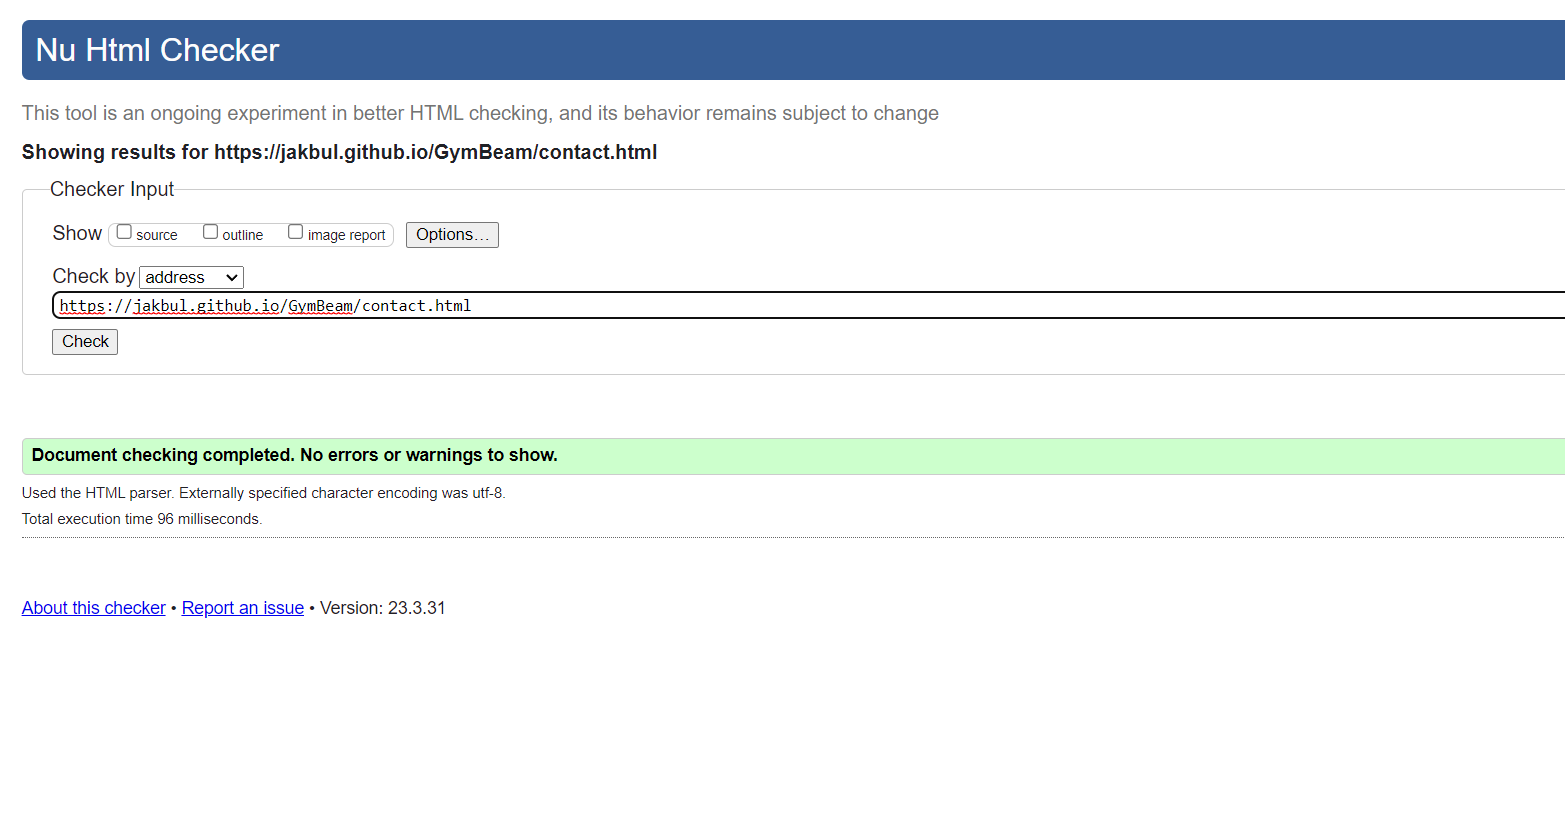 Nu Html Checker
This tool is an ongoing experiment in better HTML checking, and its behavior remains subject to change
Showing results for https://jakbul.github.io/GymBeam/contact.html
Checker Input
Show source outline image report Options…
Check by address
https://jakbul.github.io/GymBeam/contact.html
Check
Document checking completed. No errors or warnings to show.
Used the HTML parser. Externally specified character encoding was utf-8.
Total execution time 96 milliseconds.
About this checker • Report an issue • Version: 23.3.31